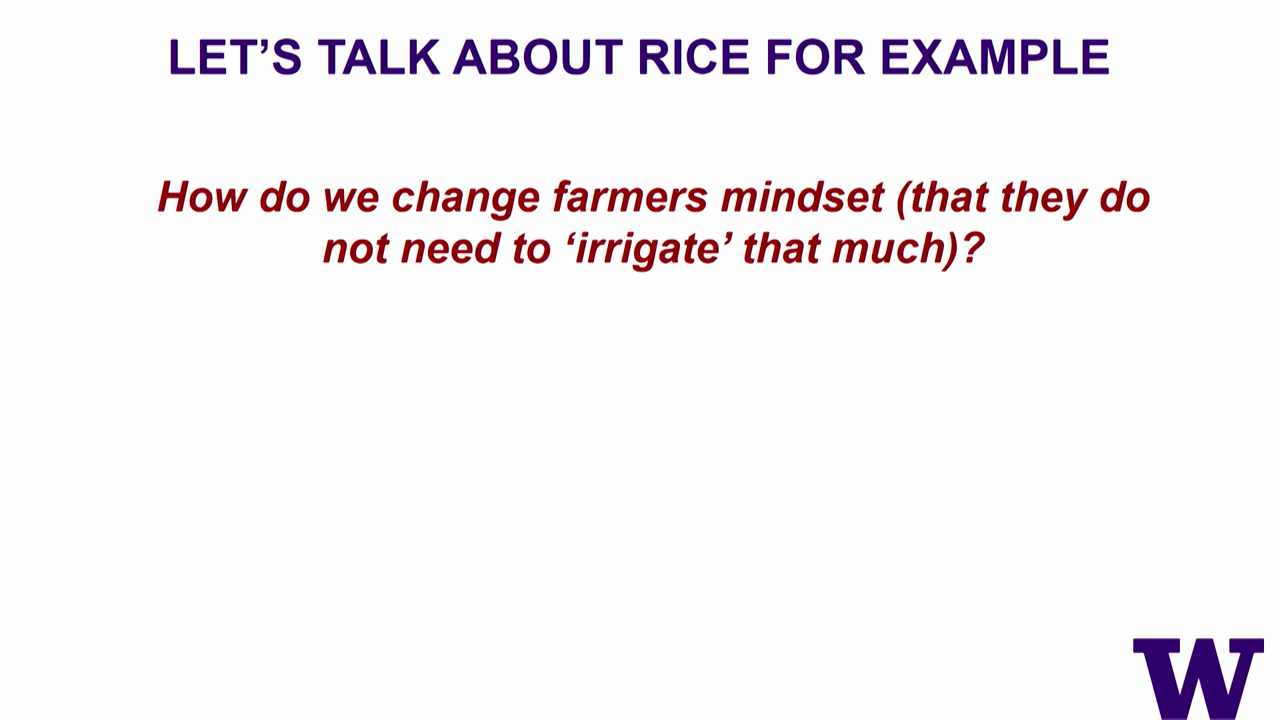 LET’S TALK ABOUT RICE FOR EXAMPLE
How do we change farmers mindset (that they do
not need to ‘irrigate’ that much)?
W